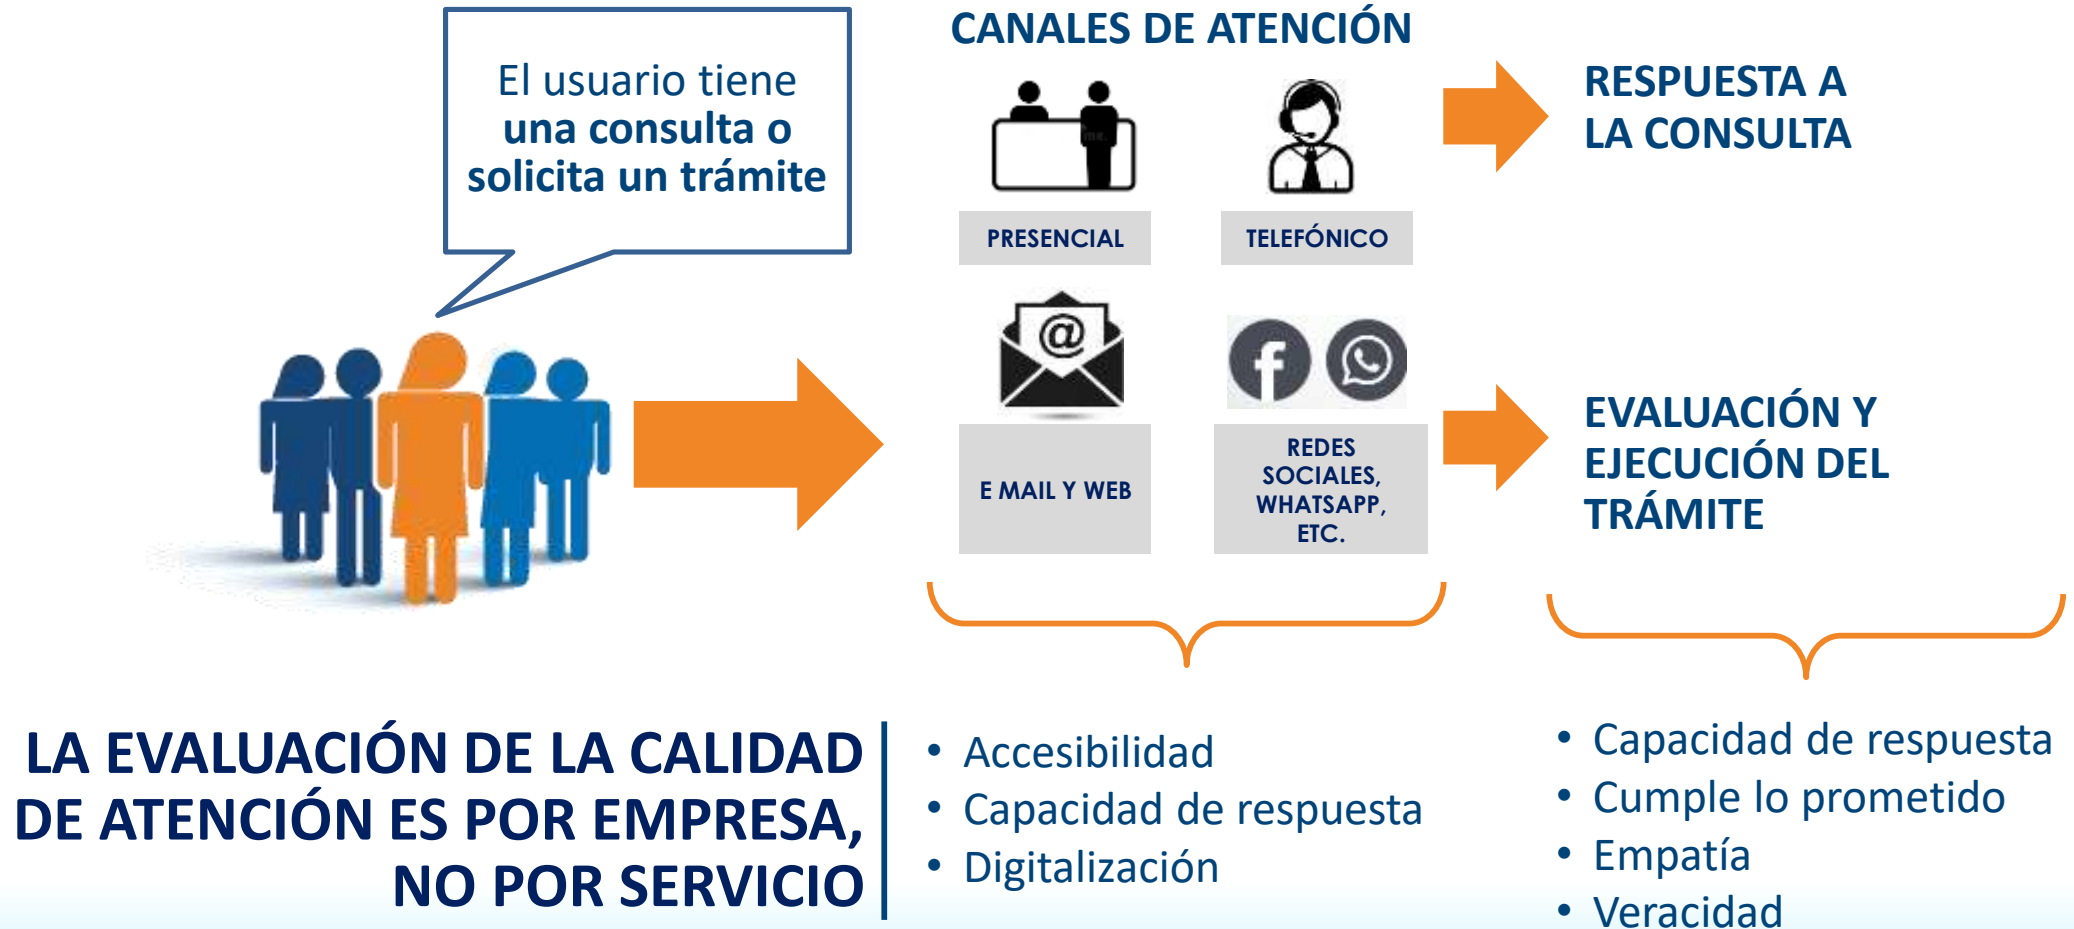 El usuario tiene
una consulta o
solicita un trámite
CANALES DE ATENCIÓN
PRESENCIAL
TELEFÓNICO
@
E MAIL Y WEB
REDES
SOCIALES,
WHATSAPP,
ETC.
RESPUESTA A
LA CONSULTA
EVALUACIÓN Y
EJECUCIÓN DEL
TRÁMITE
LA EVALUACIÓN DE LA CALIDAD
DE ATENCIÓN ES POR EMPRESA,
NO POR SERVICIO
• Accesibilidad
• Capacidad de respuesta
• Digitalización
• Capacidad de respuesta
• Cumple lo prometido
• Empatía
• Veracidad